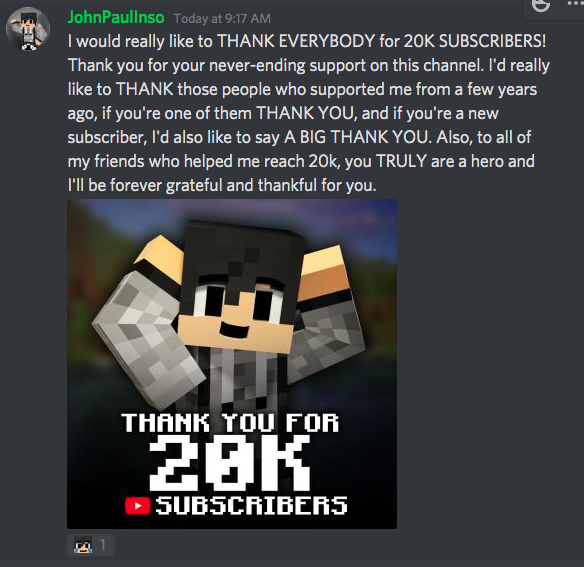 JohnPaulInso Today at 9:17 AM
I would really like to THANK EVERYBODY for 20K SUBSCRIBERS!
Thank you for your never-ending support on this channel. I'd really
like to THANK those people who supported me from a few years
ago, if you're one of them THANK YOU, and if you're a new
subscriber, I'd also like to say A BIG THANK YOU. Also, to all of
my friends who helped me reach 20k, you TRULY are a hero and
I'll be forever grateful and thankful for you.
THANK YOU FOR
20K
SUBSCRIBERS
1